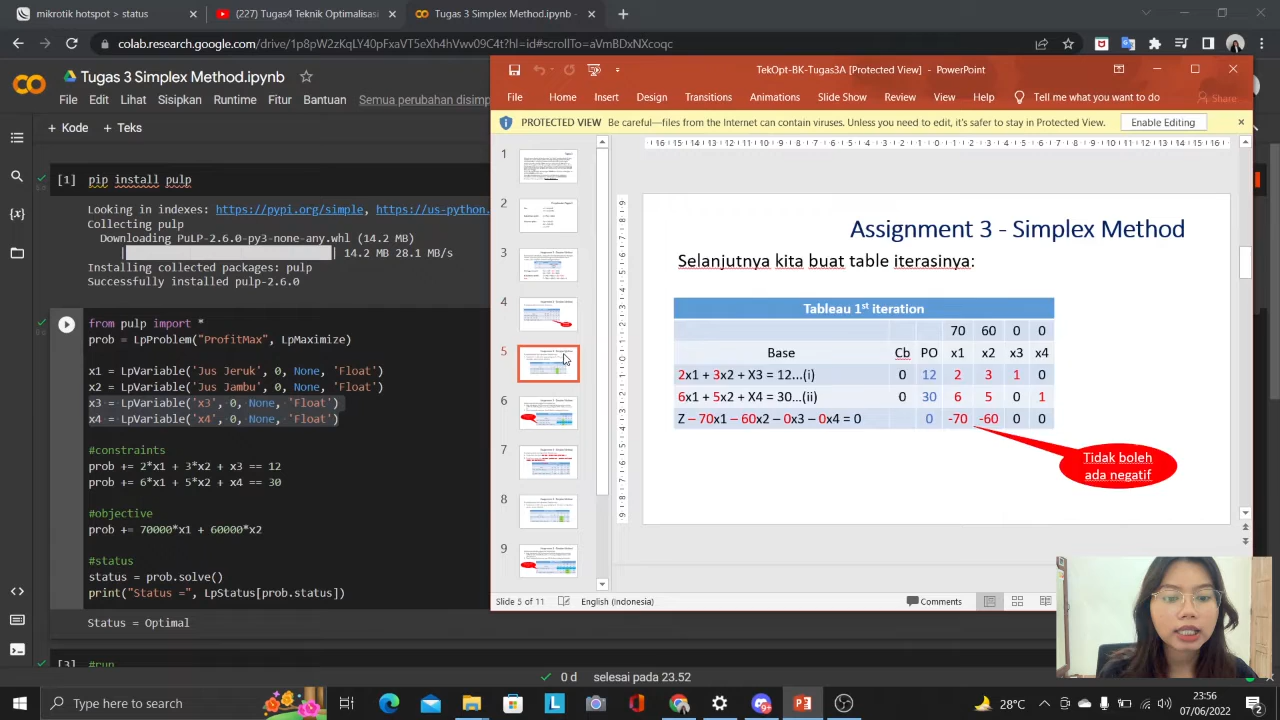 mikrotik hotspot > status
(227) Tugas4 Teknik Optimalisasi
Tugas 3 Simplex Method.ipynb
colab.research.google.com/drive/1p8pW2zKqLY40pFxaVT5eXh4hVwv09C4t?hl=id#scrollTo=aVmBDxNXcoqc
Tugas 3 Simplex Method.ipynb
File Edit Lihat Sisipkan Runtime Fitur Bantuan Semua perubahan disimp
+ Kode + Teks
[1] pip install pulp
Looking in indexes: https://pypi.org/simple, https://us-python.
Collecting pulp
Downloading PuLP-2.6.0-py3-none-any.whl (14.2 MB)
14.2 MB 28.1 MB/s
Installing collected packages: pulp
Successfully installed pulp-2.6.0
from pulp import *
prob = LpProblem("ProfitMax", LpMaximize)
x1 = LpVariable('Jus Jeruk', 0, None, 'Float')
x2 = LpVariable('Jus Jambu', 0, None, 'Float')
x3 = LpVariable('x3', 0, None, 'Float')
x4 = LpVariable('x4', 0, None, 'Float')
#constraints
prob += 2*x1 + 3*x2 + x3 == 12
prob += 6*x1 + 5*x2 + x4 == 30
#objective
prob += 70000*x1 + 60000*x2
#status
status = prob.solve()
print("Status =", LpStatus[prob.status])
Status = Optimal
[3] #run
0 d selesai pada 23.52
TekOpt-BK-Tugas3A [Protected View] - PowerPoint
File Home Insert Design Transitions Animations Slide Show Review View Help Tell me what you want to do Share
PROTECTED VIEW Be careful—files from the Internet can contain viruses. Unless you need to edit, it's safer to stay in Protected View. Enable Editing
1
2
3
4
5
6
7
8
9
Assignment 3 - Simplex Method
Selanjutnya kita buat table iterasinya:
Tableau 1st iteration
70 60 0 0
Basis Cb PO x1 x2 x3 x4
2x1 + 3x2 + X3 = 12...(i) 0 12 2 3 1 0
6x1 + 5x2 + X4 = 30...(ii) 0 30 0 1
Z – 60x2 – 0x3 – 0x4 = 0 0 -60 0 0
Tidak boleh
ada negatif
Slide 5 of 11 English (Indonesia) Comments
Type here to search
28°C
23:56
07/06/2022
2